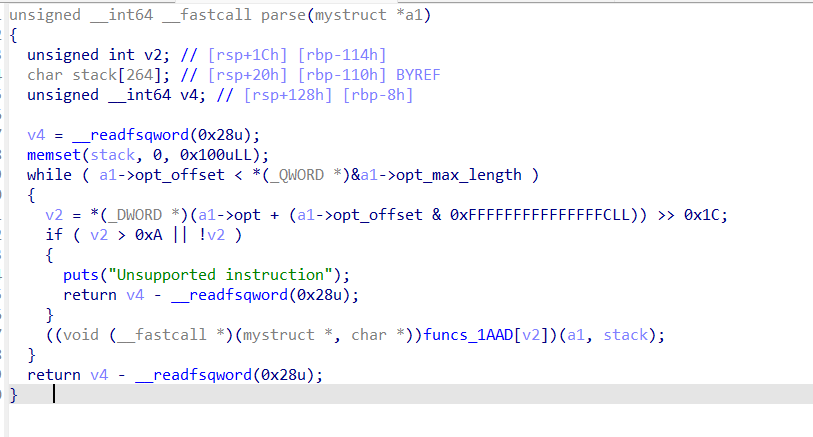 unsigned __int64 __fastcall parse(mystruct *a1)
{
  unsigned int v2; // [rsp+1Ch] [rbp-114h]
  char stack[264]; // [rsp+20h] [rbp-110h] BYREF
  unsigned __int64 v4; // [rsp+128h] [rbp-8h]

  v4 = __readfsqword(0x28u);
  memset(stack, 0, 0x100uLL);
  while ( a1->opt_offset < *(_QWORD *)&a1->opt_max_length )
  {
    v2 = *(_DWORD *)(a1->opt + (a1->opt_offset & 0xFFFFFFFFFFFFFFFCLL)) >> 0x1C;
    if ( v2 > 0xA || !v2 )
    {
      puts("Unsupported instruction");
      return v4 - __readfsqword(0x28u);
    }
    ((void (__fastcall *)(mystruct *, char *))funcs_1AAD[v2])(a1, stack);
  }
  return v4 - __readfsqword(0x28u);
}